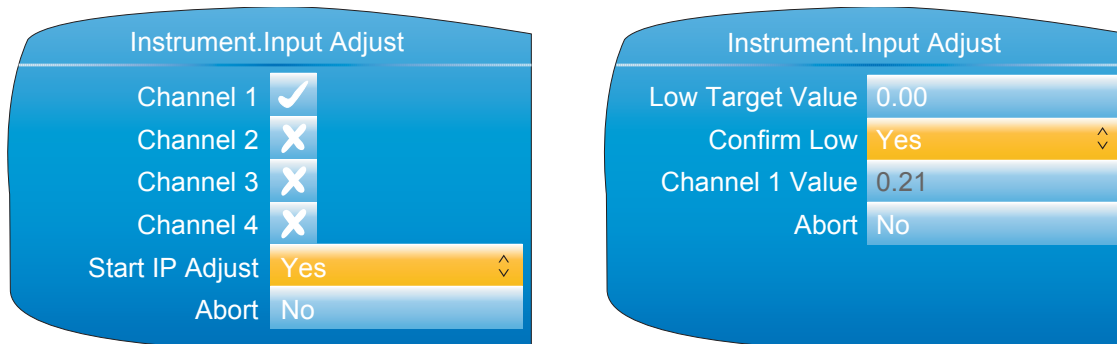 Instrument.Input Adjust
Channel 1
Channel 2
Channel 3
Channel 4
Start IP Adjust Yes
Abort No
Instrument.Input Adjust
Low Target Value 0.00
Confirm Low Yes
Channel 1 Value 0.21
Abort No